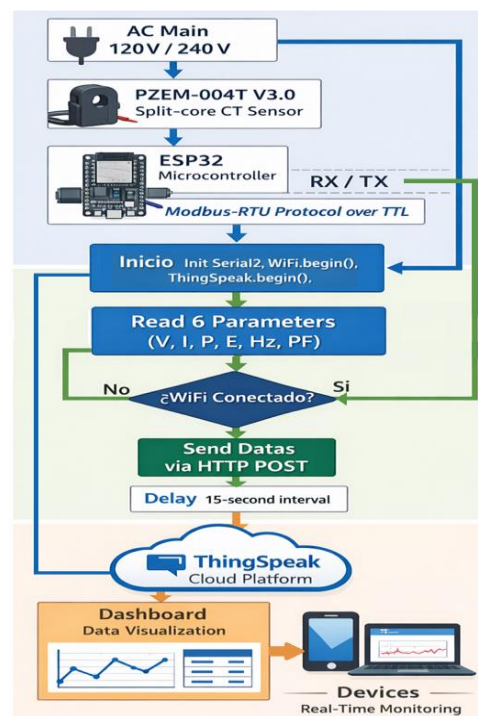 AC Main
120 V / 240 V
PZEM-004T V3.0
Split-core CT Sensor
ESP32
Microcontroller
RX / TX
Modbus-RTU Protocol over TTL
Inicio Init Serial2, WiFi.begin(),
ThingSpeak.begin(),
Read 6 Parameters
(V, I, P, E, Hz, PF)
No
Si
¿WiFi Conectado?
Send Datas
via HTTP POST
Delay 15-second interval
ThingSpeak
Cloud Platform
Dashboard
Data Visualization
Devices
Real-Time Monitoring